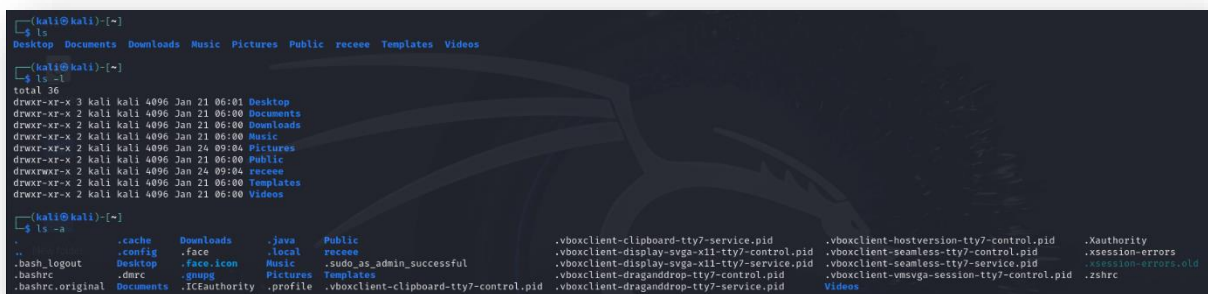 ┌──(kali㉿kali)-[~]
└─$ ls
Desktop Documents Downloads Music Pictures Public receee Templates Videos
┌──(kali㉿kali)-[~]
└─$ ls -l
total 36
drwxr-xr-x 3 kali kali 4096 Jan 21 06:01 Desktop
drwxr-xr-x 2 kali kali 4096 Jan 21 06:00 Documents
drwxr-xr-x 2 kali kali 4096 Jan 21 06:00 Downloads
drwxr-xr-x 2 kali kali 4096 Jan 21 06:00 Music
drwxr-xr-x 2 kali kali 4096 Jan 24 09:04 Pictures
drwxr-xr-x 2 kali kali 4096 Jan 21 06:00 Public
drwxrwxr-x 2 kali kali 4096 Jan 24 09:04 receee
drwxr-xr-x 2 kali kali 4096 Jan 21 06:00 Templates
drwxr-xr-x 2 kali kali 4096 Jan 21 06:00 Videos
┌──(kali㉿kali)-[~]
└─$ ls -a
. .cache Downloads .java Public .vboxclient-clipboard-tty7-service.pid .vboxclient-hostversion-tty7-control.pid .Xauthority
.. .config .face .local receee .vboxclient-display-svga-x11-tty7-control.pid .vboxclient-seamless-tty7-control.pid .xsession-errors
.bash_logout Desktop .face.icon Music .sudo_as_admin_successful .vboxclient-display-svga-x11-tty7-service.pid .vboxclient-seamless-tty7-service.pid .xsession-errors.old
.bashrc .dmrc .gnupg Pictures Templates .vboxclient-draganddrop-tty7-control.pid .vboxclient-vmsvga-session-tty7-control.pid .zshrc
.bashrc.original Documents .ICEauthority .profile .vboxclient-clipboard-tty7-control.pid .vboxclient-draganddrop-tty7-service.pid Videos